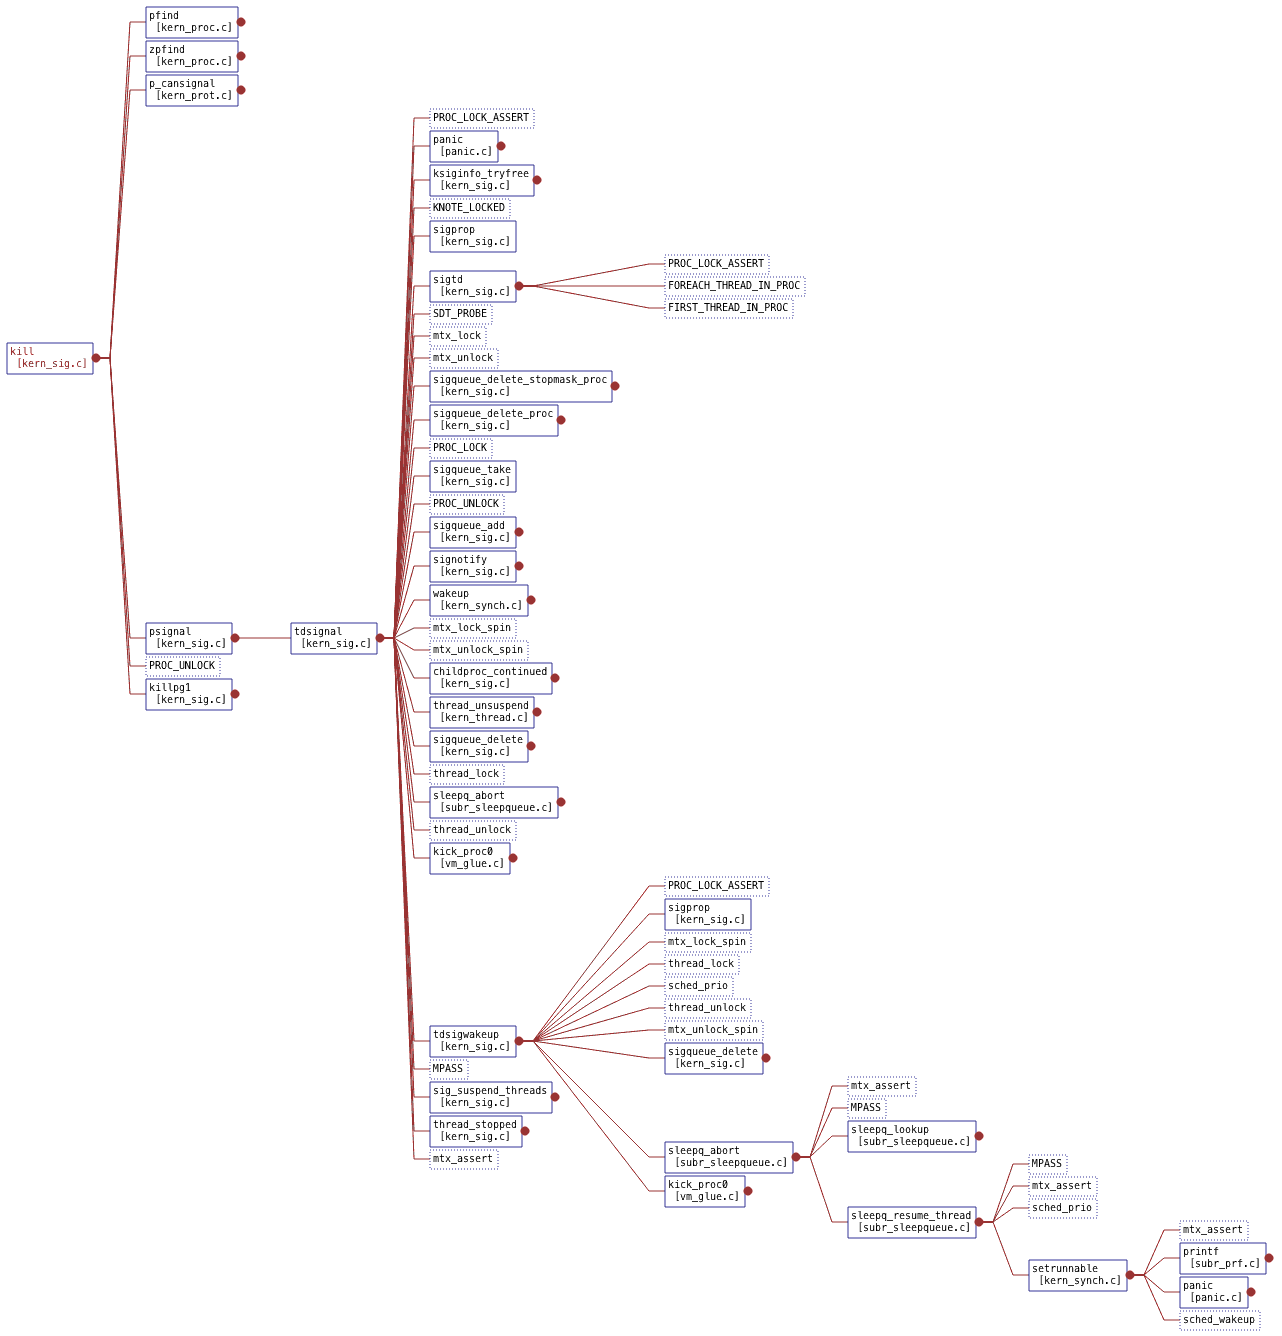 pfind
[kern_proc.c]
zpfind
[kern_proc.c]
p_cansignal
[kern_prot.c]
kill
[kern_sig.c]
psignal
[kern_sig.c]
PROC_UNLOCK
killpg1
[kern_sig.c]
tdsignal
[kern_sig.c]
PROC_LOCK_ASSERT
panic
[panic.c]
ksiginfo_tryfree
[kern_sig.c]
KNOTE_LOCKED
sigprop
[kern_sig.c]
sigtd
[kern_sig.c]
PROC_LOCK_ASSERT
FOREACH_THREAD_IN_PROC
FIRST_THREAD_IN_PROC
SDT_PROBE
mtx_lock
mtx_unlock
sigqueue_delete_stopmask_proc
[kern_sig.c]
sigqueue_delete_proc
[kern_sig.c]
PROC_LOCK
sigqueue_take
[kern_sig.c]
PROC_UNLOCK
sigqueue_add
[kern_sig.c]
signotify
[kern_sig.c]
wakeup
[kern_synch.c]
mtx_lock_spin
mtx_unlock_spin
childproc_continued
[kern_sig.c]
thread_unsuspend
[kern_thread.c]
sigqueue_delete
[kern_sig.c]
thread_lock
sleepq_abort
[subr_sleepqueue.c]
thread_unlock
kick_proc0
[vm_glue.c]
tdsigwakeup
[kern_sig.c]
MPASS
sig_suspend_threads
[kern_sig.c]
thread_stopped
[kern_sig.c]
mtx_assert
PROC_LOCK_ASSERT
sigprop
[kern_sig.c]
mtx_lock_spin
thread_lock
sched_prio
thread_unlock
mtx_unlock_spin
sigqueue_delete
[kern_sig.c]
sleepq_abort
[subr_sleepqueue.c]
kick_proc0
[vm_glue.c]
mtx_assert
MPASS
sleepq_lookup
[subr_sleepqueue.c]
sleepq_resume_thread
[subr_sleepqueue.c]
MPASS
mtx_assert
sched_prio
setrunnable
[kern_synch.c]
mtx_assert
printf
[subr_prf.c]
panic
[panic.c]
sched_wakeup